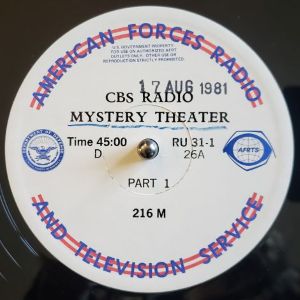 AMERICAN FORCES RADIO
U.S. GOVERNMENT PROPERTY
FOR USE ON AFRTS AUTHORIZED
OUTLETS ONLY. OTHER USE OR
REPRODUCTION STRICTLY PROHIBITED.
17 AUG 1981
CBS RADIO
MYSTERY THEATER
Time 45:00 RU 31-1
D 26A
AFRTS
PART 1
216 M
AND TELEVISION SERVICE